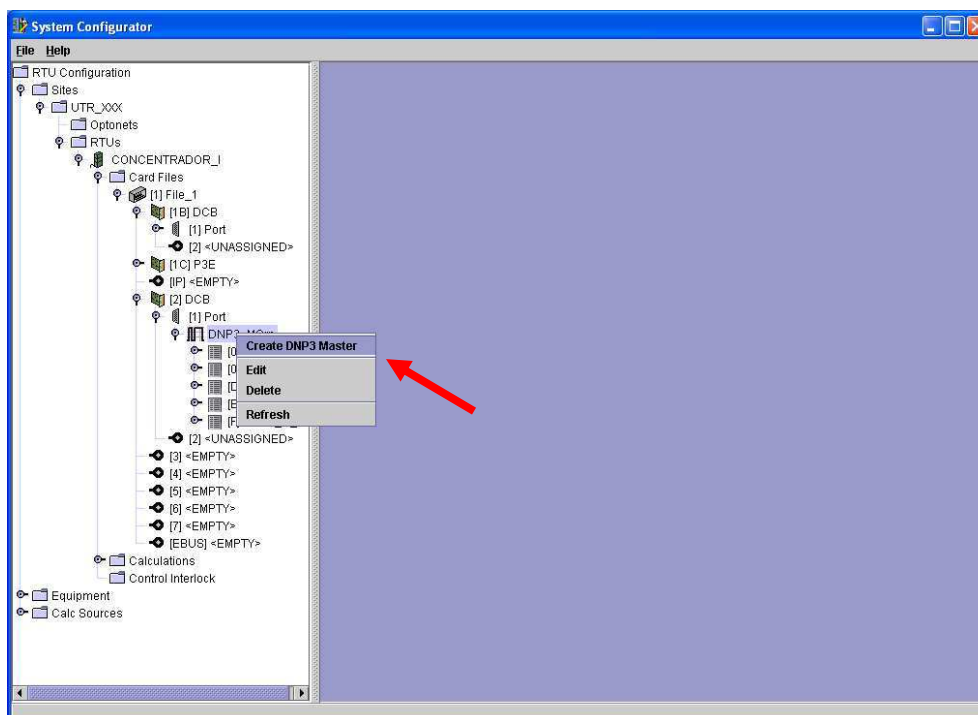 System Configurator
File Help
RTU Configuration
Sites
UTR_XXX
Optonets
RTUs
CONCENTRADOR_I
Card Files
[1] File_1
[1B] DCB
[1] Port
[2] <UNASSIGNED>
[1C] P3E
[IP] <EMPTY>
[2] DCB
[1] Port
Create DNP3 Master
Edit
Delete
Refresh
[2] <UNASSIGNED>
[3] <EMPTY>
[4] <EMPTY>
[5] <EMPTY>
[6] <EMPTY>
[7] <EMPTY>
[EBUS] <EMPTY>
Calculations
Control Interlock
Equipment
Calc Sources